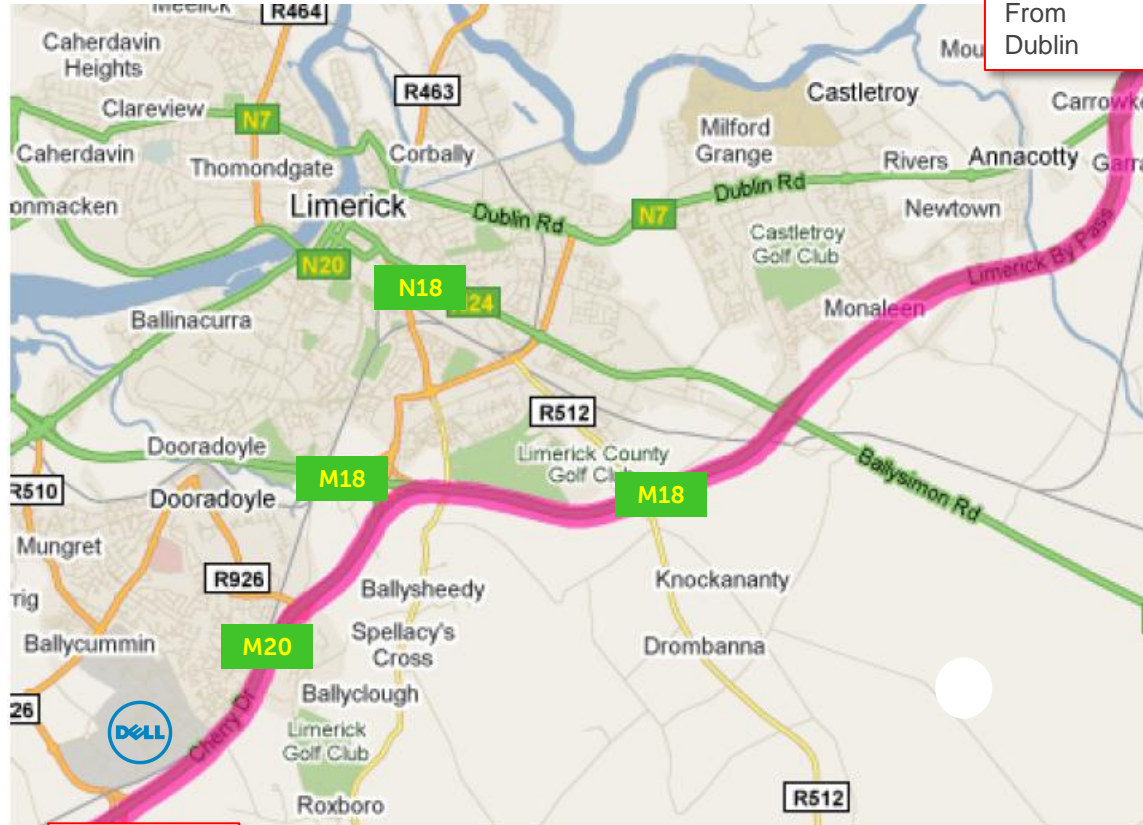 Meelick
R464
From
Dublin
Caherdavin
Heights
R463
Castletroy
Clareview
N7
Milford
Grange
Caherdavin
Thomondgate
Corbally
Rivers
Annacotty
Dublin Rd
Limerick
Dublin Rd
N7
Newtown
Castletroy
Golf Club
Limerick By Pass
N20
N18
Monaleen
Ballinacurra
R512
Dooradoyle
Limerick County
Golf Club
M18
M18
Ballysimon Rd
R510
Dooradoyle
Mungret
R926
Ballysheedy
Knockananty
Ballycummin
M20
Spellacy's
Cross
Drombanna
Ballyclough
DELL
Cherry Dr
Limerick
Golf Club
Roxboro
R512